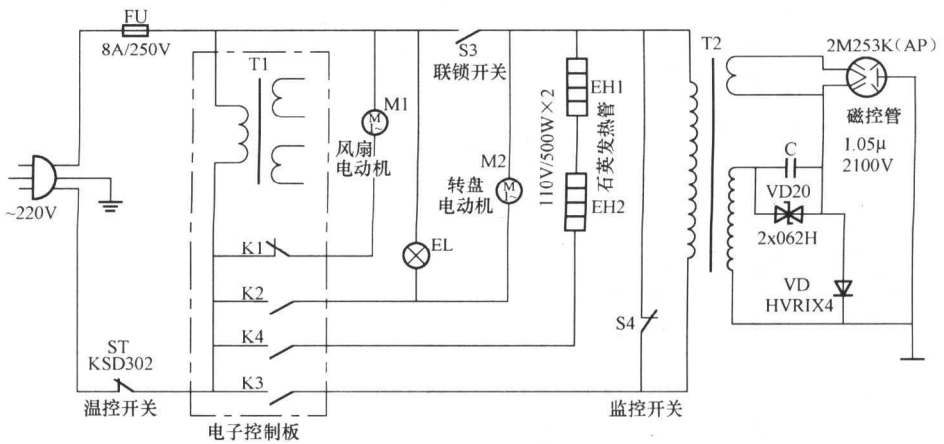 FU
8A/250V
~220V
T1
M1
M
1~
风扇
电动机
S3
联锁开关
M2
M
1~
转盘
电动机
EL
K1
K2
K4
K3
ST
KSD302
温控开关
电子控制板
110V/500W×2
石英发热管
EH1
EH2
S4
监控开关
T2
2M253K(AP)
磁控管
1.05μ
2100V
C
VD20
2x062H
VD
HVRIX4